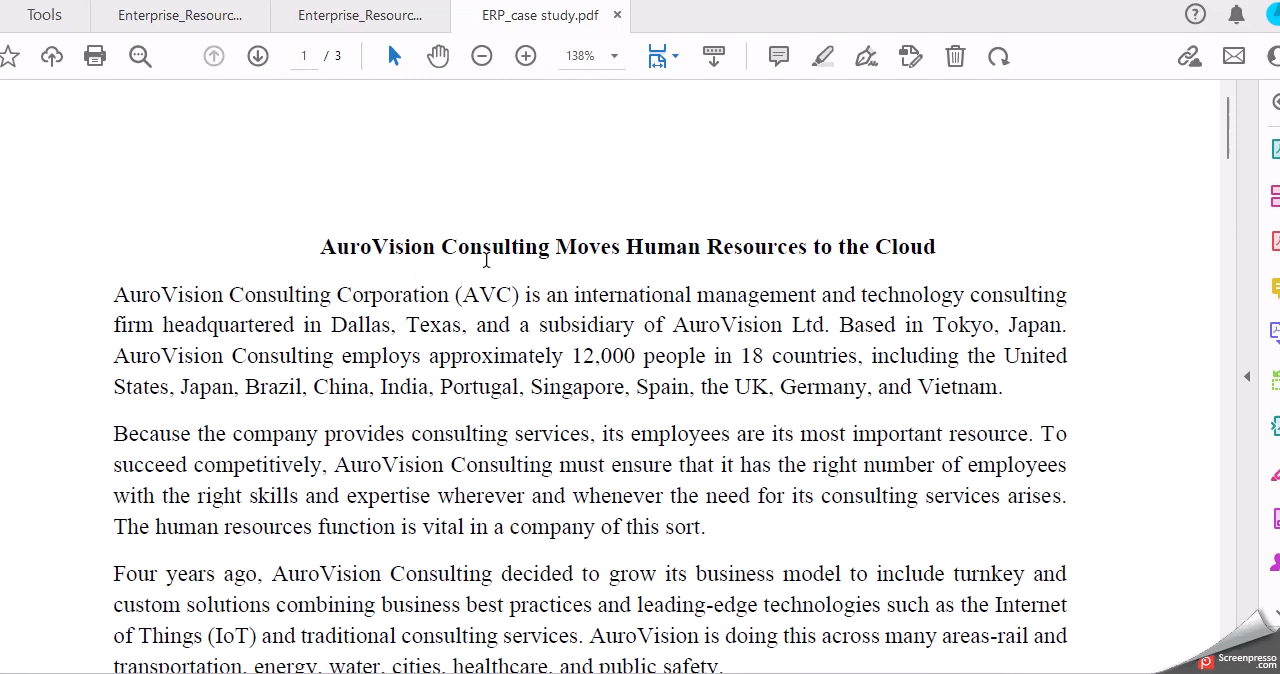 Tools Enterprise_Resourc... Enterprise_Resourc... ERP_case study.pdf ×
1 / 3 138%
AuroVision Consulting Moves Human Resources to the Cloud
AuroVision Consulting Corporation (AVC) is an international management and technology consulting
firm headquartered in Dallas, Texas, and a subsidiary of AuroVision Ltd. Based in Tokyo, Japan.
AuroVision Consulting employs approximately 12,000 people in 18 countries, including the United
States, Japan, Brazil, China, India, Portugal, Singapore, Spain, the UK, Germany, and Vietnam.
Because the company provides consulting services, its employees are its most important resource. To
succeed competitively, AuroVision Consulting must ensure that it has the right number of employees
with the right skills and expertise wherever and whenever the need for its consulting services arises.
The human resources function is vital in a company of this sort.
Four years ago, AuroVision Consulting decided to grow its business model to include turnkey and
custom solutions combining business best practices and leading-edge technologies such as the Internet
of Things (IoT) and traditional consulting services. AuroVision is doing this across many areas-rail and
transportation, energy, water, cities, healthcare, and public safety.
Screenpresso
.com